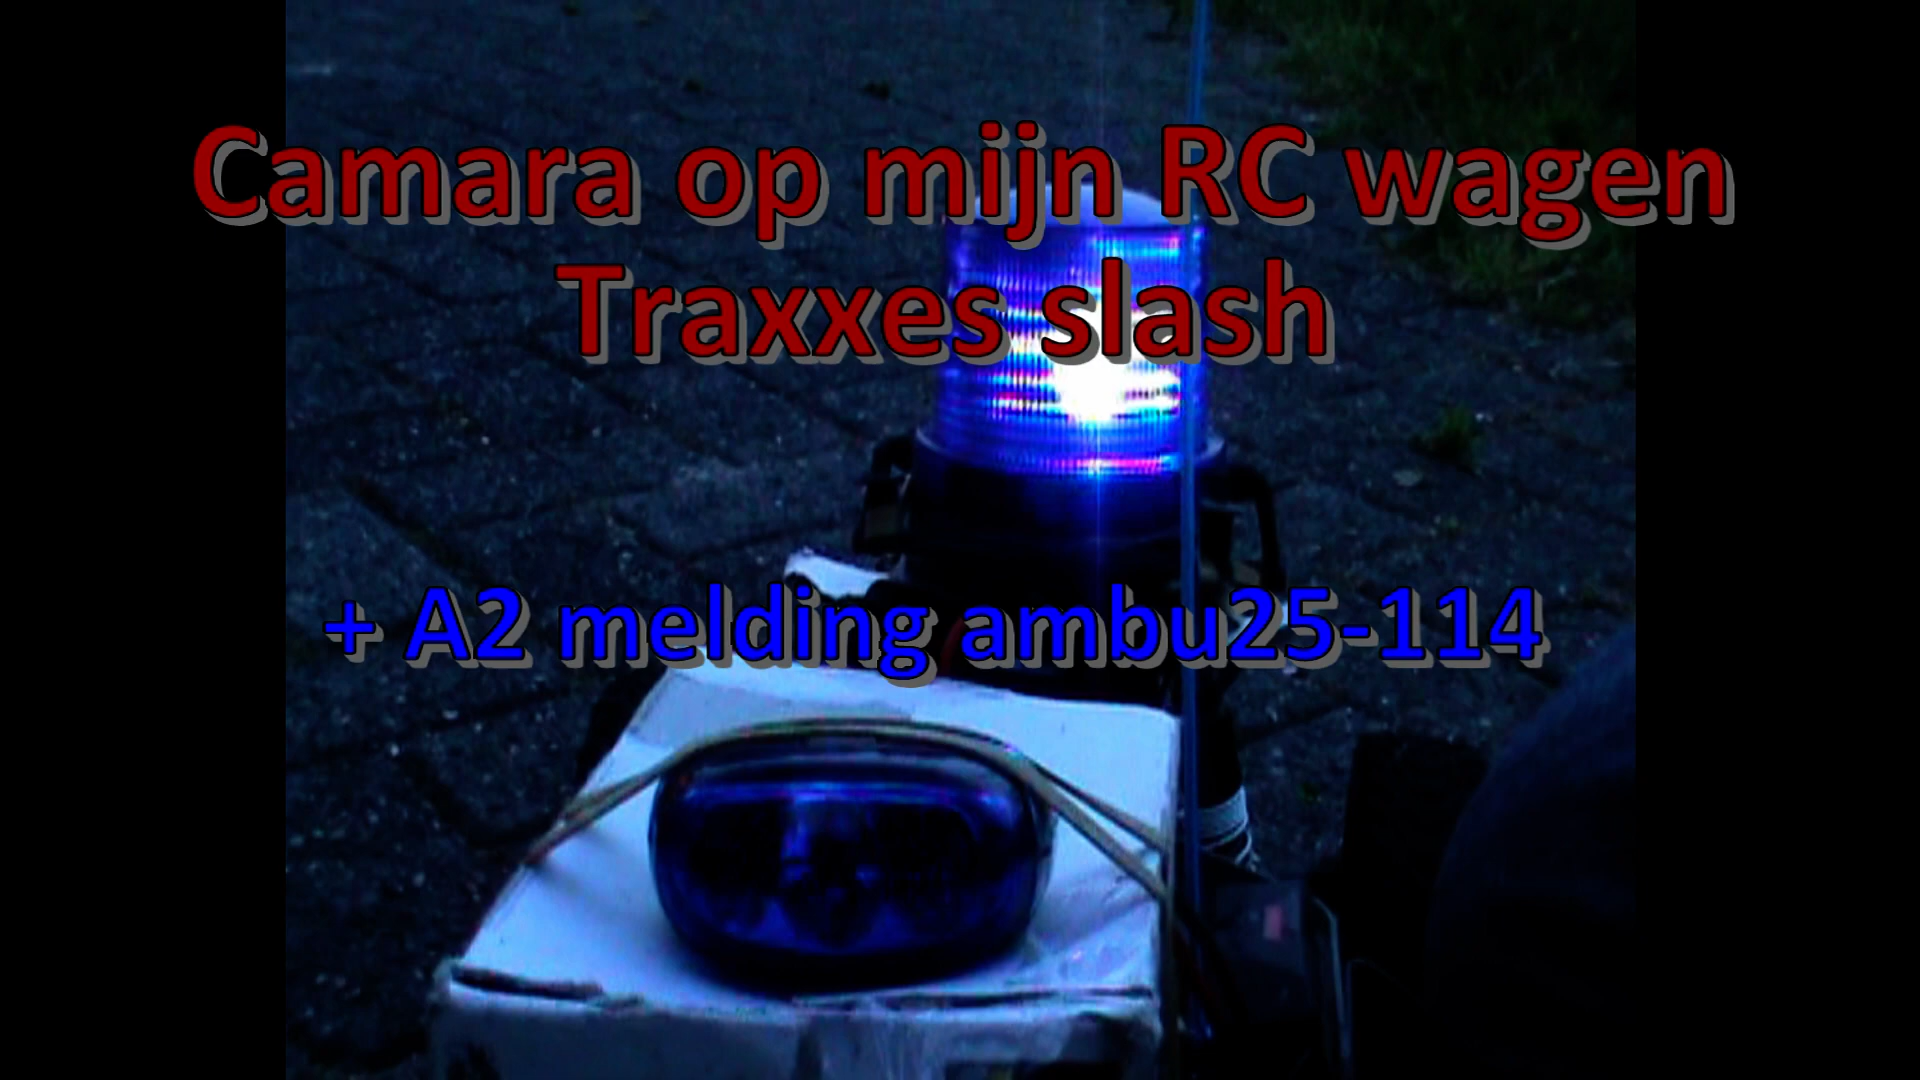 Camara op mijn RC wagen
Traxxes slash
+ A2 melding ambu25-114